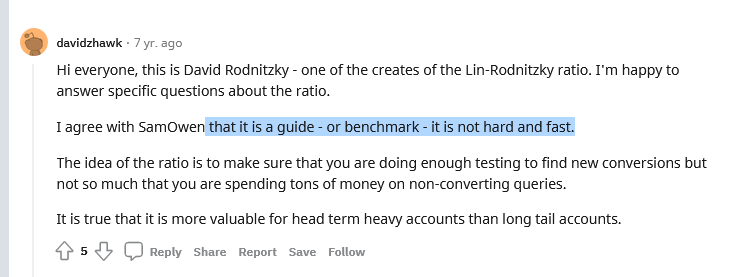 davidzhawk · 7 yr. ago
Hi everyone, this is David Rodnitzky - one of the creates of the Lin-Rodnitzky ratio. I'm happy to
answer specific questions about the ratio.
I agree with SamOwen that it is a guide - or benchmark - it is not hard and fast.
The idea of the ratio is to make sure that you are doing enough testing to find new conversions but
not so much that you are spending tons of money on non-converting queries.
It is true that it is more valuable for head term heavy accounts than long tail accounts.
5 Reply Share Report Save Follow